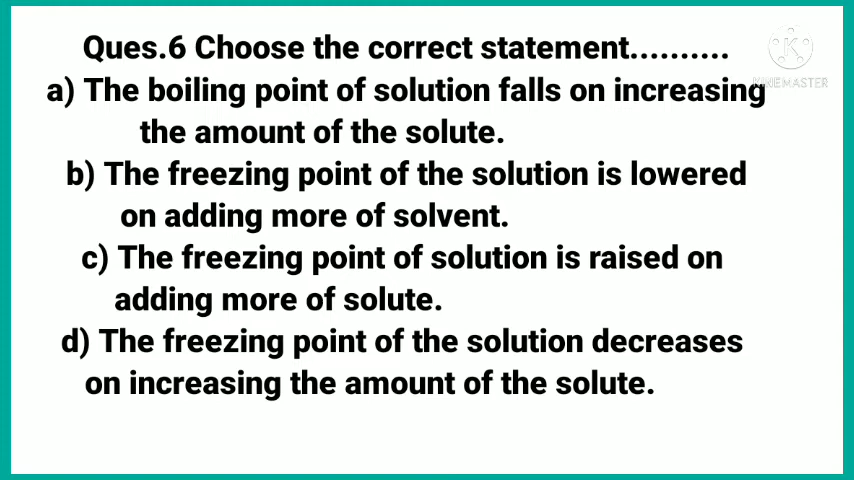 Ques.6 Choose the correct statement..........
a) The boiling point of solution falls on increasing
the amount of the solute.
b) The freezing point of the solution is lowered
on adding more of solvent.
c) The freezing point of solution is raised on
adding more of solute.
d) The freezing point of the solution decreases
on increasing the amount of the solute.
K
KINEMASTER